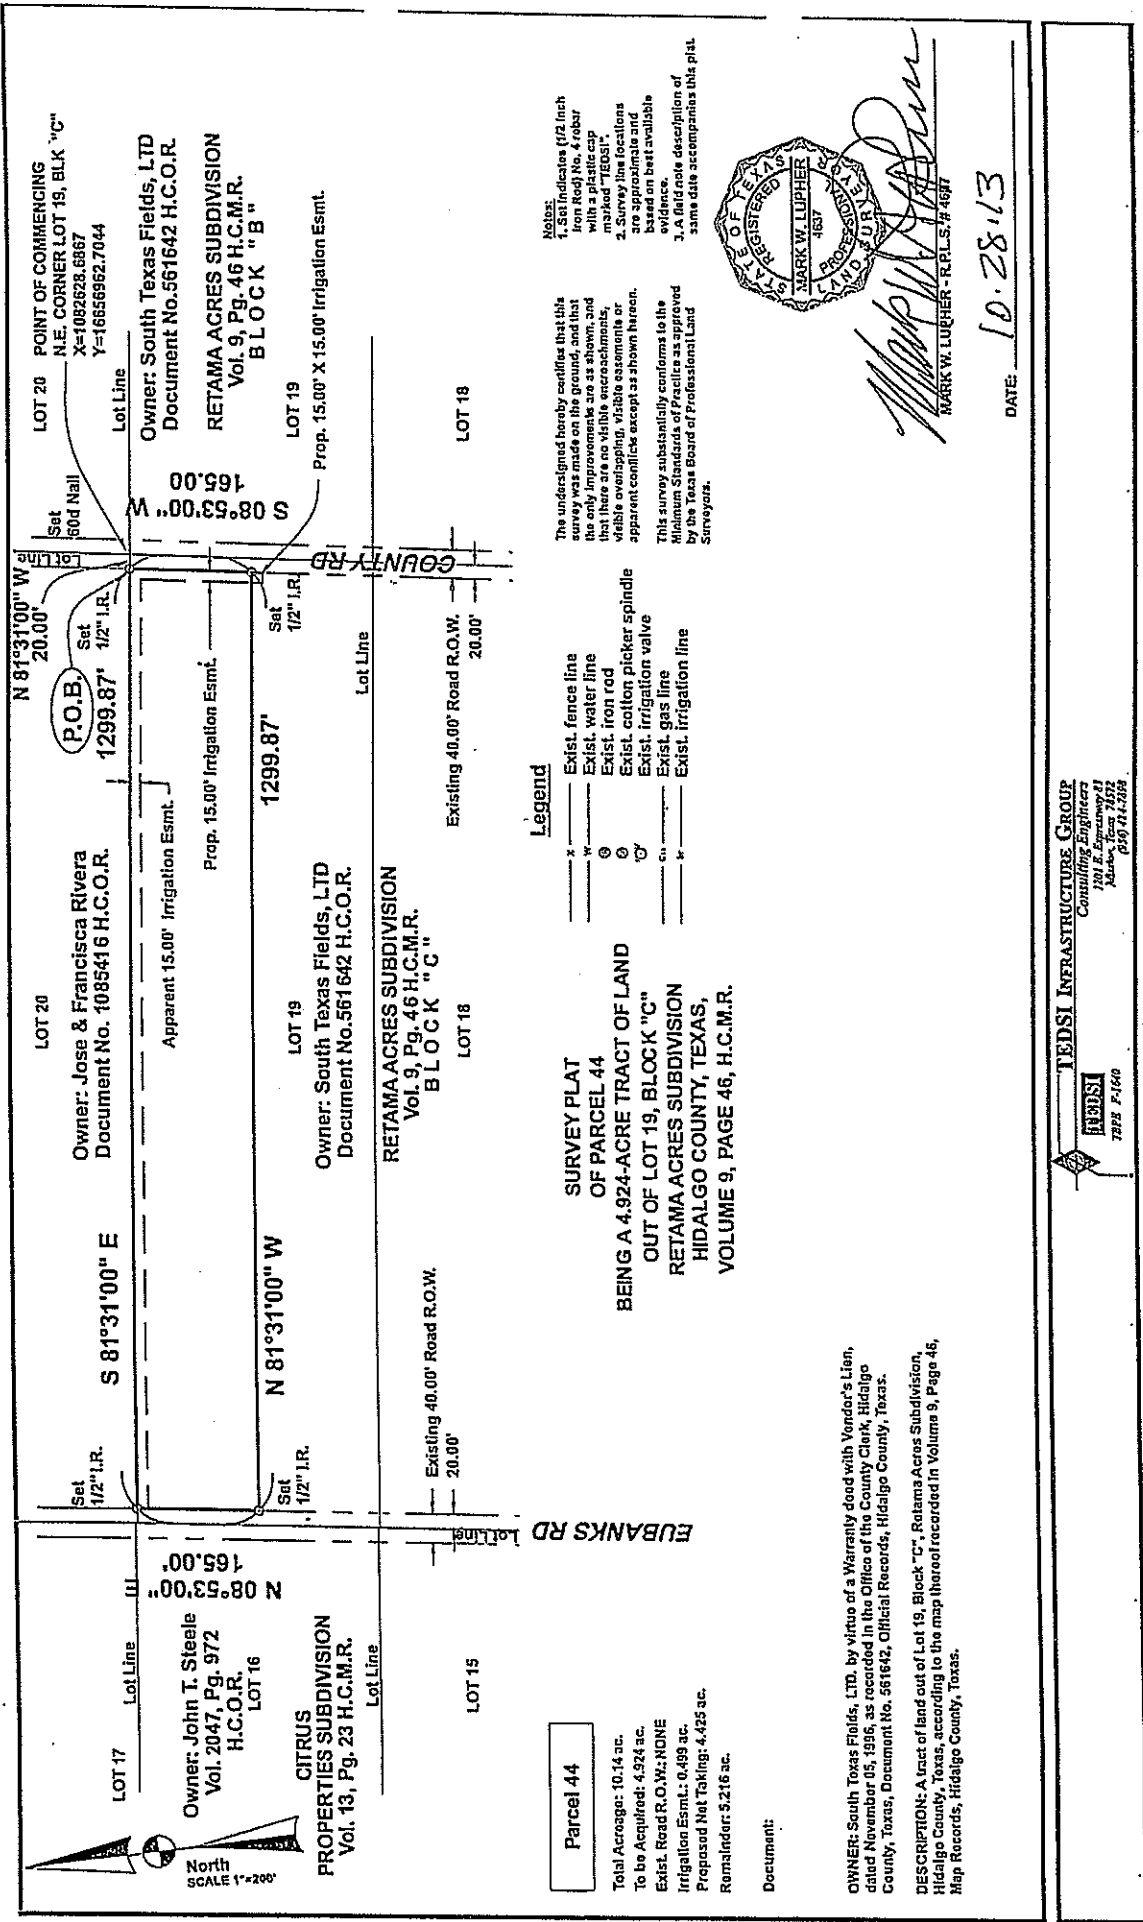 LOT 17
Lot Line
Owner: John T. Steele
Vol. 2047, Pg. 972
H.C.O.R.
LOT 16
CITRUS
PROPERTIES SUBDIVISION
Vol. 13, Pg. 23 H.C.M.R.
Lot Line
LOT 15
North
SCALE 1"=200'
N 08°53'00" E
165.00'
Set
1/2" I.R.
Set
1/2" I.R.
EUBANKS RD
Lot Line
Existing 40.00' Road R.O.W.
20.00'
LOT 20
Owner: Jose & Francisca Rivera
Document No. 1085416 H.C.O.R.
S 81°31'00" E
1299.87'
Apparent 15.00' Irrigation Esmt.
Prop. 15.00' Irrigation Esmt.
N 81°31'00" W
1299.87'
LOT 19
Owner: South Texas Fields, LTD
Document No.561642 H.C.O.R.
Lot Line
RETAMA ACRES SUBDIVISION
Vol. 9, Pg. 46 H.C.M.R.
BLOCK "C"
LOT 18
Existing 40.00' Road R.O.W.
20.00'
N 81°31'00" W
20.00'
P.O.B.
Set
1/2" I.R.
Lot Line
Set
60d Nail
Set
1/2" I.R.
COUNTY RD
S 08°53'00" W
165.00
LOT 20
POINT OF COMMENCING
N.E. CORNER LOT 19, BLK "C"
X=1082628.6867
Y=16656962.7044
Lot Line
Owner: South Texas Fields, LTD
Document No.561642 H.C.O.R.
RETAMA ACRES SUBDIVISION
Vol. 9, Pg. 46 H.C.M.R.
BLOCK "B"
LOT 19
Prop. 15.00' X 15.00' Irrigation Esmt.
LOT 18
Parcel 44
Total Acreage: 10.14 ac.
To be Acquired: 4.924 ac.
Exist. Road R.O.W.: NONE
Irrigation Esmt.: 0.499 ac.
Proposed Net Taking: 4.425 ac.
Remainder: 5.216 ac.
Document:
SURVEY PLAT
OF PARCEL 44
BEING A 4.924-ACRE TRACT OF LAND
OUT OF LOT 19, BLOCK "C"
RETAMA ACRES SUBDIVISION
HIDALGO COUNTY, TEXAS,
VOLUME 9, PAGE 46, H.C.M.R.
Legend
x Exist. fence line
w Exist. water line
Exist. iron rod
Exist. cotton picker spindle
Exist. irrigation valve
Exist. gas line
Exist. irrigation line
The undersigned hereby certifies that this
survey was made on the ground, and that
the only improvements are as shown, and
that there are no visible encroachments,
visible overlapping, visible easements or
apparent conflicts except as shown hereon.
This survey substantially conforms to the
Minimum Standards of Practice as approved
by the Texas Board of Professional Land
Surveyors.
Notes:
1. Set indicates (1/2 inch
Iron Rod) No. 4 rebar
with a plastic cap
marked "TEDSI".
2. Survey line locations
are approximate and
based on best available
evidence.
3. A field note description of
same date accompanies this plat.
STATE OF TEXAS
REGISTERED
MARK W. LUPHER
4637
PROFESSIONAL
LAND SURVEYOR
MARK W. LUPHER - R.P.L.S. # 4637
DATE: 10.28.13
OWNER: South Texas Fields, LTD. by virtue of a Warranty deed with Vendor's Lien,
dated November 05, 1996, as recorded in the Office of the County Clerk, Hidalgo
County, Texas, Document No. 561642, Official Records, Hidalgo County, Texas.
DESCRIPTION: A tract of land out of Lot 19, Block "C", Retama Acres Subdivision,
Hidalgo County, Texas, according to the map thereof recorded in Volume 9, Page 46,
Map Records, Hidalgo County, Texas.
TEDSI
TBPE F-1640
TEDSI INFRASTRUCTURE GROUP
Consulting Engineers
1201 E. Expressway 83
Mission, Texas 78572